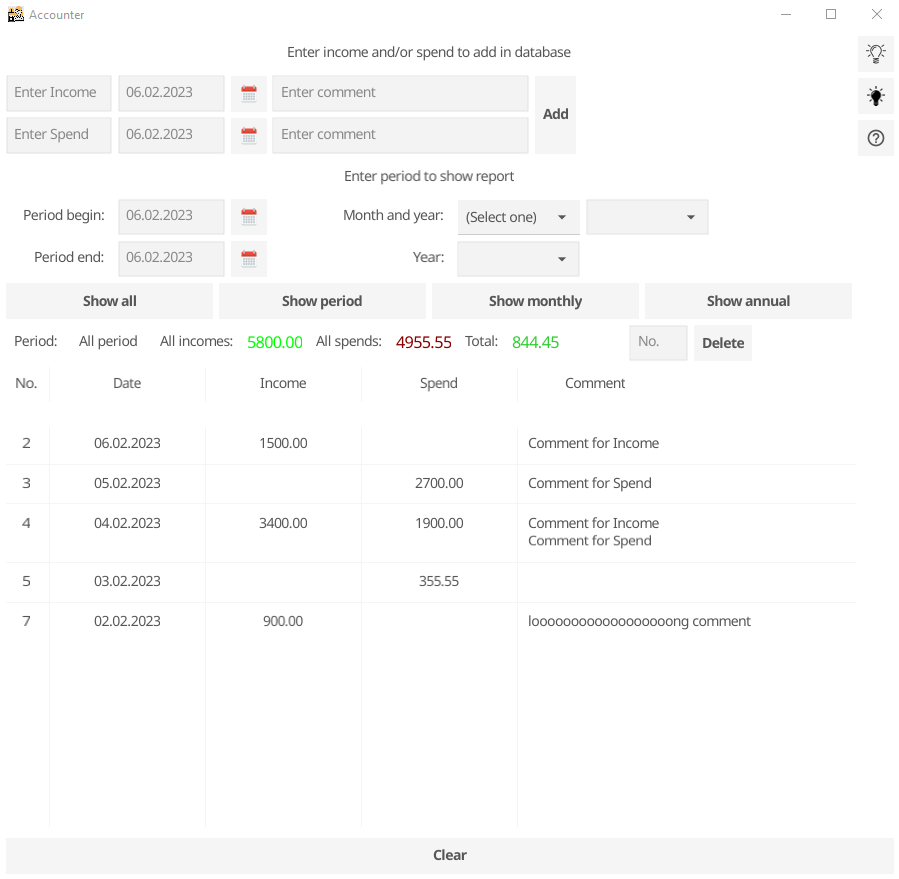 Accounter
Enter income and/or spend to add in database
Enter Income 06.02.2023 Enter comment
Add
Enter Spend 06.02.2023 Enter comment
Enter period to show report
Period begin: 06.02.2023 Month and year: (Select one)
Period end: 06.02.2023 Year:
Show all Show period Show monthly Show annual
Period: All period All incomes: 5800.00 All spends: 4955.55 Total: 844.45 No. Delete
No. Date Income Spend Comment
2 06.02.2023 1500.00 Comment for Income
3 05.02.2023 2700.00 Comment for Spend
4 04.02.2023 3400.00 1900.00 Comment for Income
Comment for Spend
5 03.02.2023 355.55
7 02.02.2023 900.00 looooooooooooooooong comment
Clear